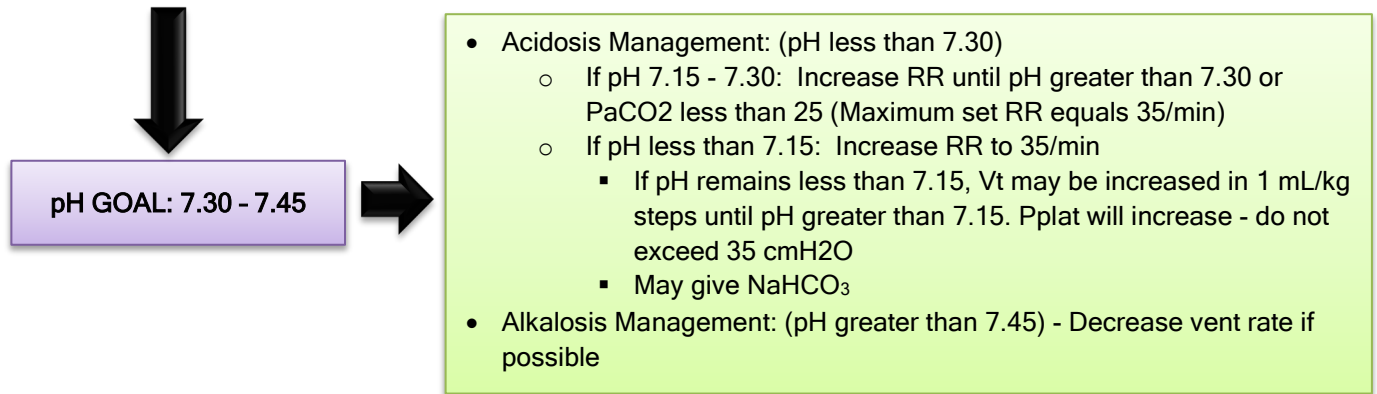 • Acidosis Management: (pH less than 7.30)
o If pH 7.15 - 7.30: Increase RR until pH greater than 7.30 or
PaCO2 less than 25 (Maximum set RR equals 35/min)
o If pH less than 7.15: Increase RR to 35/min
▪ If pH remains less than 7.15, Vt may be increased in 1 mL/kg
steps until pH greater than 7.15. Pplat will increase - do not
exceed 35 cmH2O
▪ May give NaHCO₃
• Alkalosis Management: (pH greater than 7.45) - Decrease vent rate if
possible
pH GOAL: 7.30 - 7.45